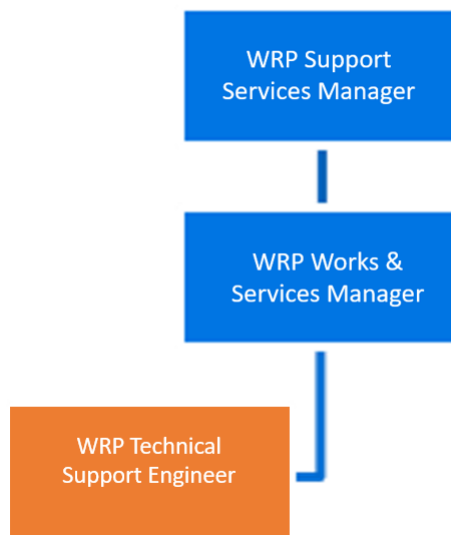 WRP Support
Services Manager
WRP Works &
Services Manager
WRP Technical
Support Engineer